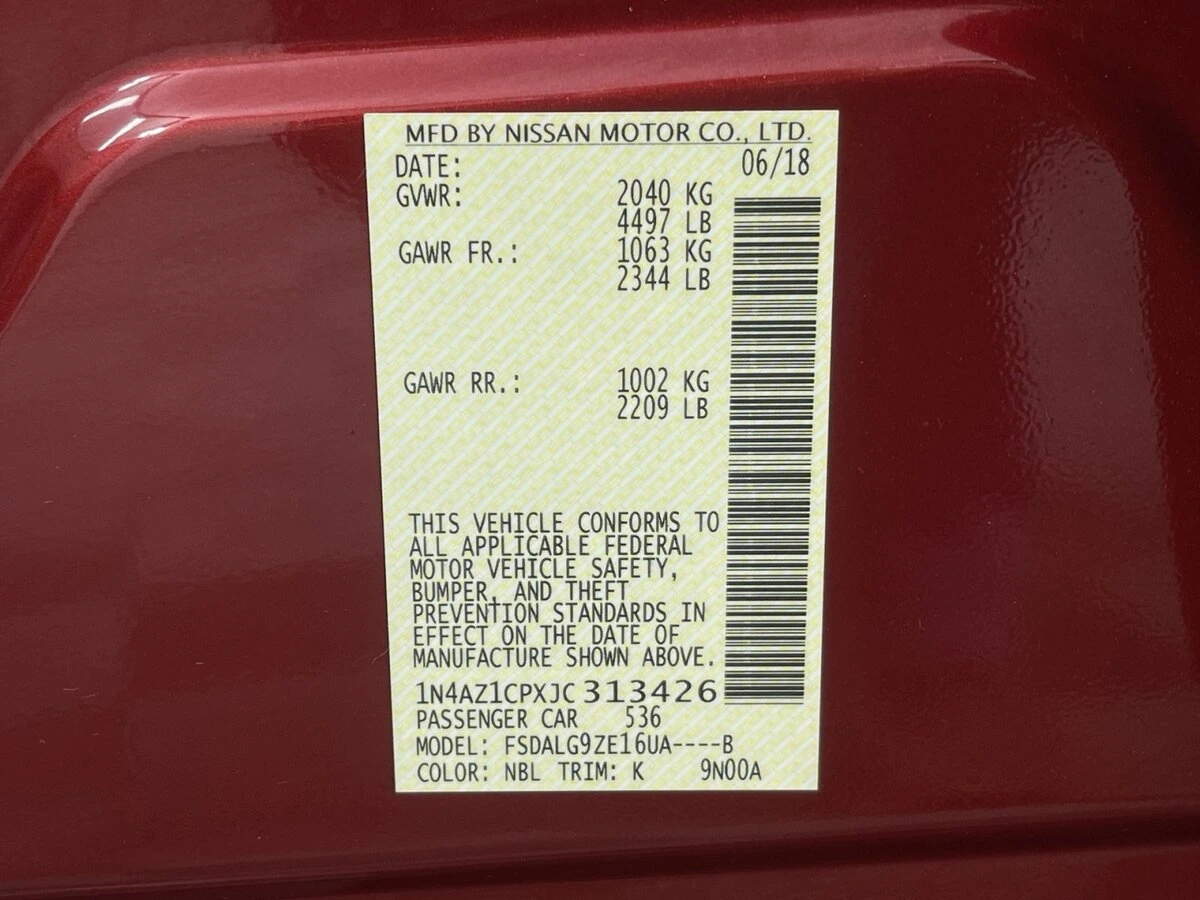 MFD BY NISSAN MOTOR CO., LTD.
DATE: 06/18
GVWR: 2040 KG
4497 LB
GAWR FR.: 1063 KG
2344 LB
GAWR RR.: 1002 KG
2209 LB
THIS VEHICLE CONFORMS TO
ALL APPLICABLE FEDERAL
MOTOR VEHICLE SAFETY,
BUMPER, AND THEFT
PREVENTION STANDARDS IN
EFFECT ON THE DATE OF
MANUFACTURE SHOWN ABOVE.
1N4AZ1CPXJC313426
PASSENGER CAR 536
MODEL: FSDALG9ZE16UA----B
COLOR: NBL TRIM: K 9N00A